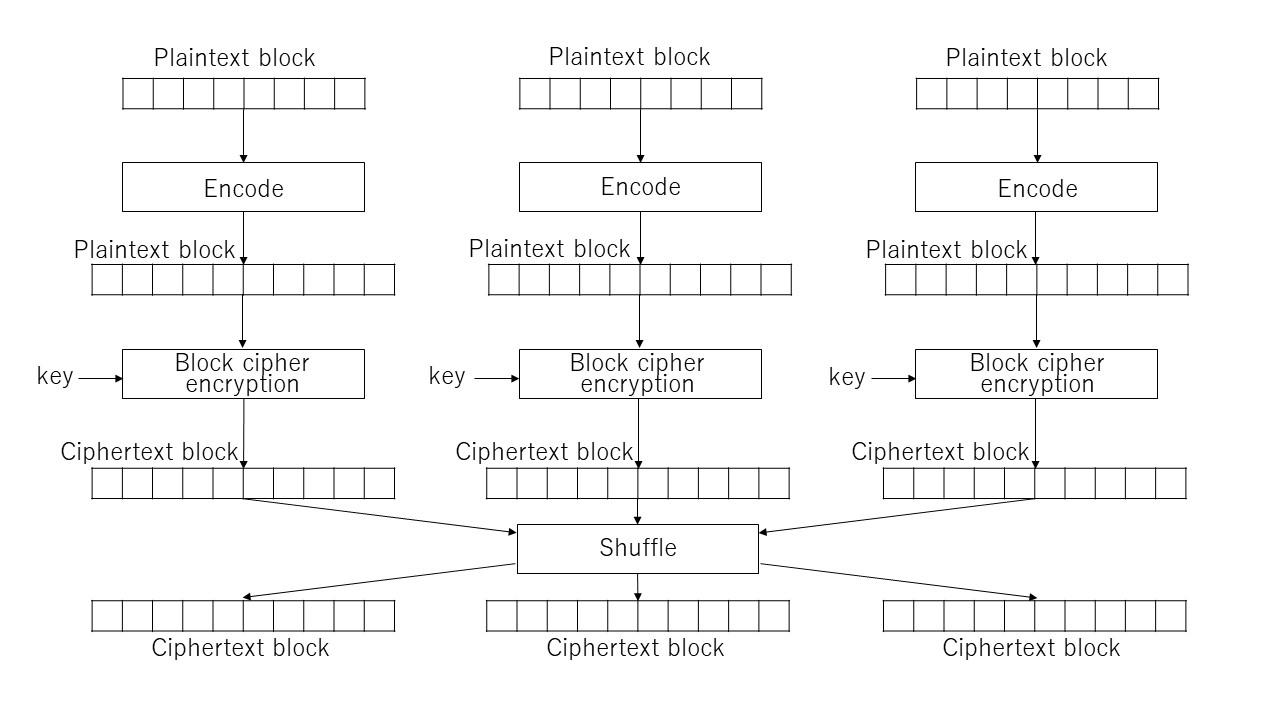 Plaintext block
Plaintext block
Plaintext block
Encode
Encode
Encode
Plaintext block
Plaintext block
Plaintext block
key
Block cipher
encryption
key
Block cipher
encryption
key
Block cipher
encryption
Ciphertext block
Ciphertext block
Ciphertext block
Shuffle
Ciphertext block
Ciphertext block
Ciphertext block